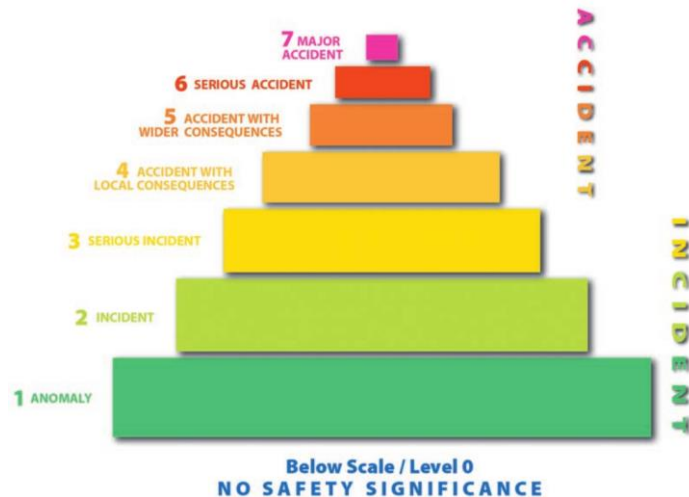 7 MAJOR
ACCIDENT
6 SERIOUS ACCIDENT
5 ACCIDENT WITH
WIDER CONSEQUENCES
4 ACCIDENT WITH
LOCAL CONSEQUENCES
3 SERIOUS INCIDENT
2 INCIDENT
1 ANOMALY
Below Scale / Level 0
NO SAFETY SIGNIFICANCE
ACCIDENT
INCIDENT